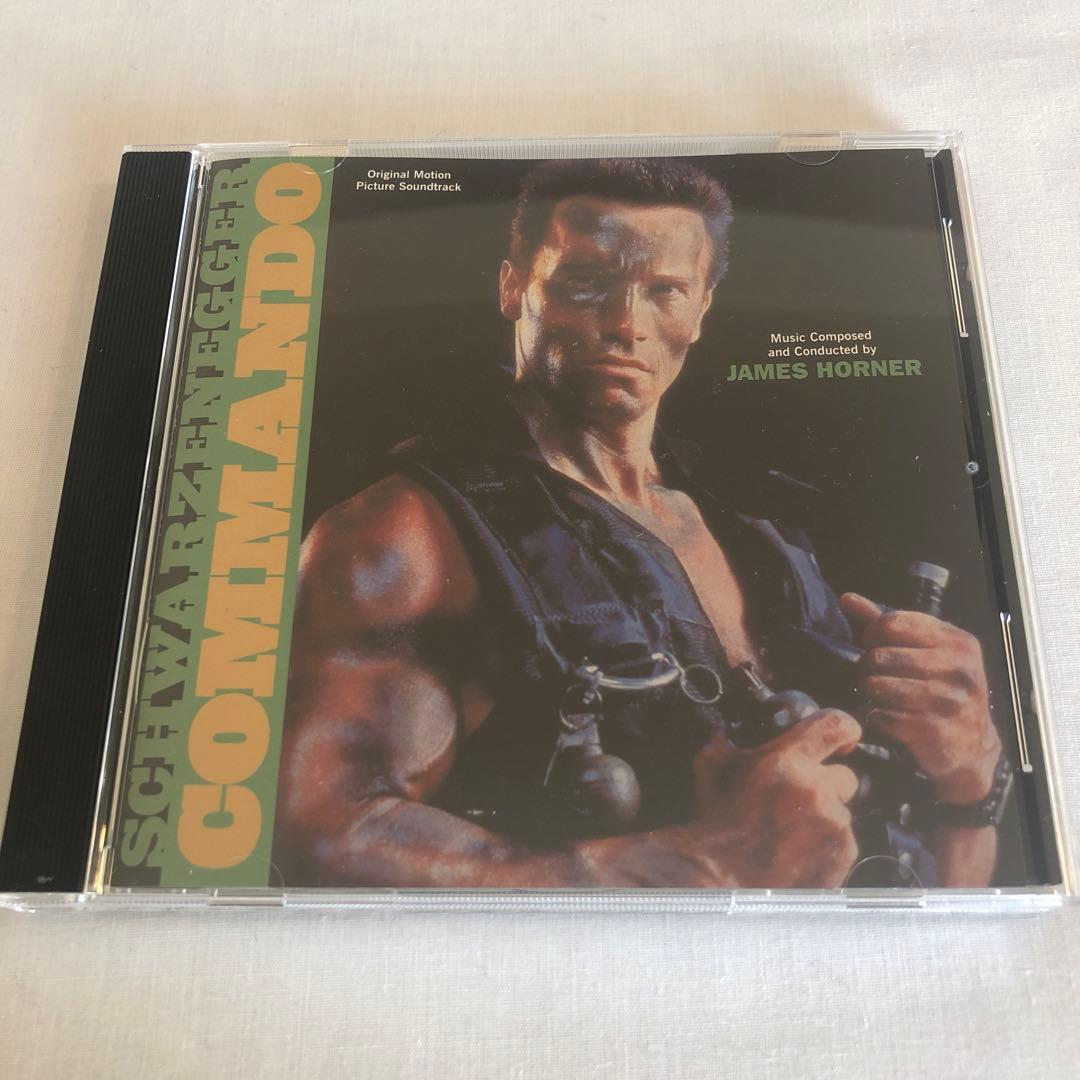 SCHWARZENEGGER
COMMANDO
Original Motion
Picture Soundtrack
Music Composed
and Conducted by
JAMES HORNER